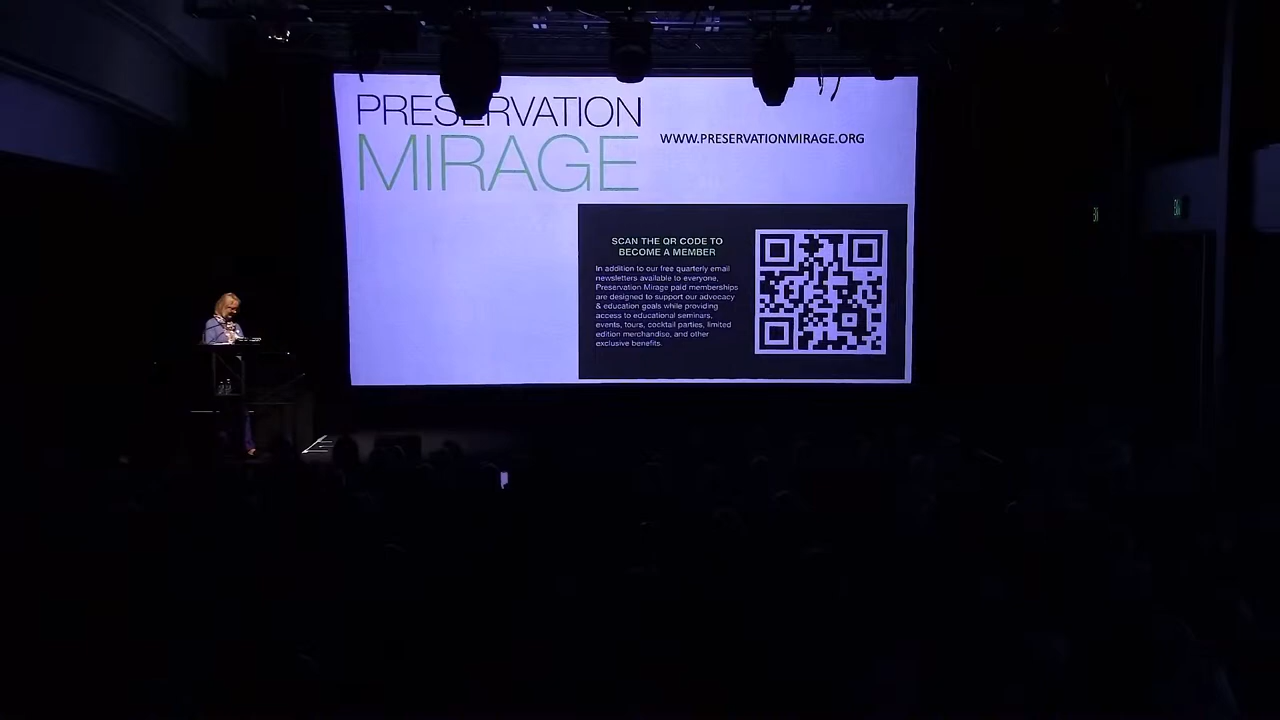 PRESERVATION
MIRAGE
WWW.PRESERVATIONMIRAGE.ORG
SCAN THE QR CODE TO
BECOME A MEMBER
In addition to our free quarterly email
newsletters available to everyone,
Preservation Mirage paid memberships
are designed to support our advocacy
& education goals while providing
access to educational seminars,
events, tours, cocktail parties, limited
edition merchandise, and other
exclusive benefits.